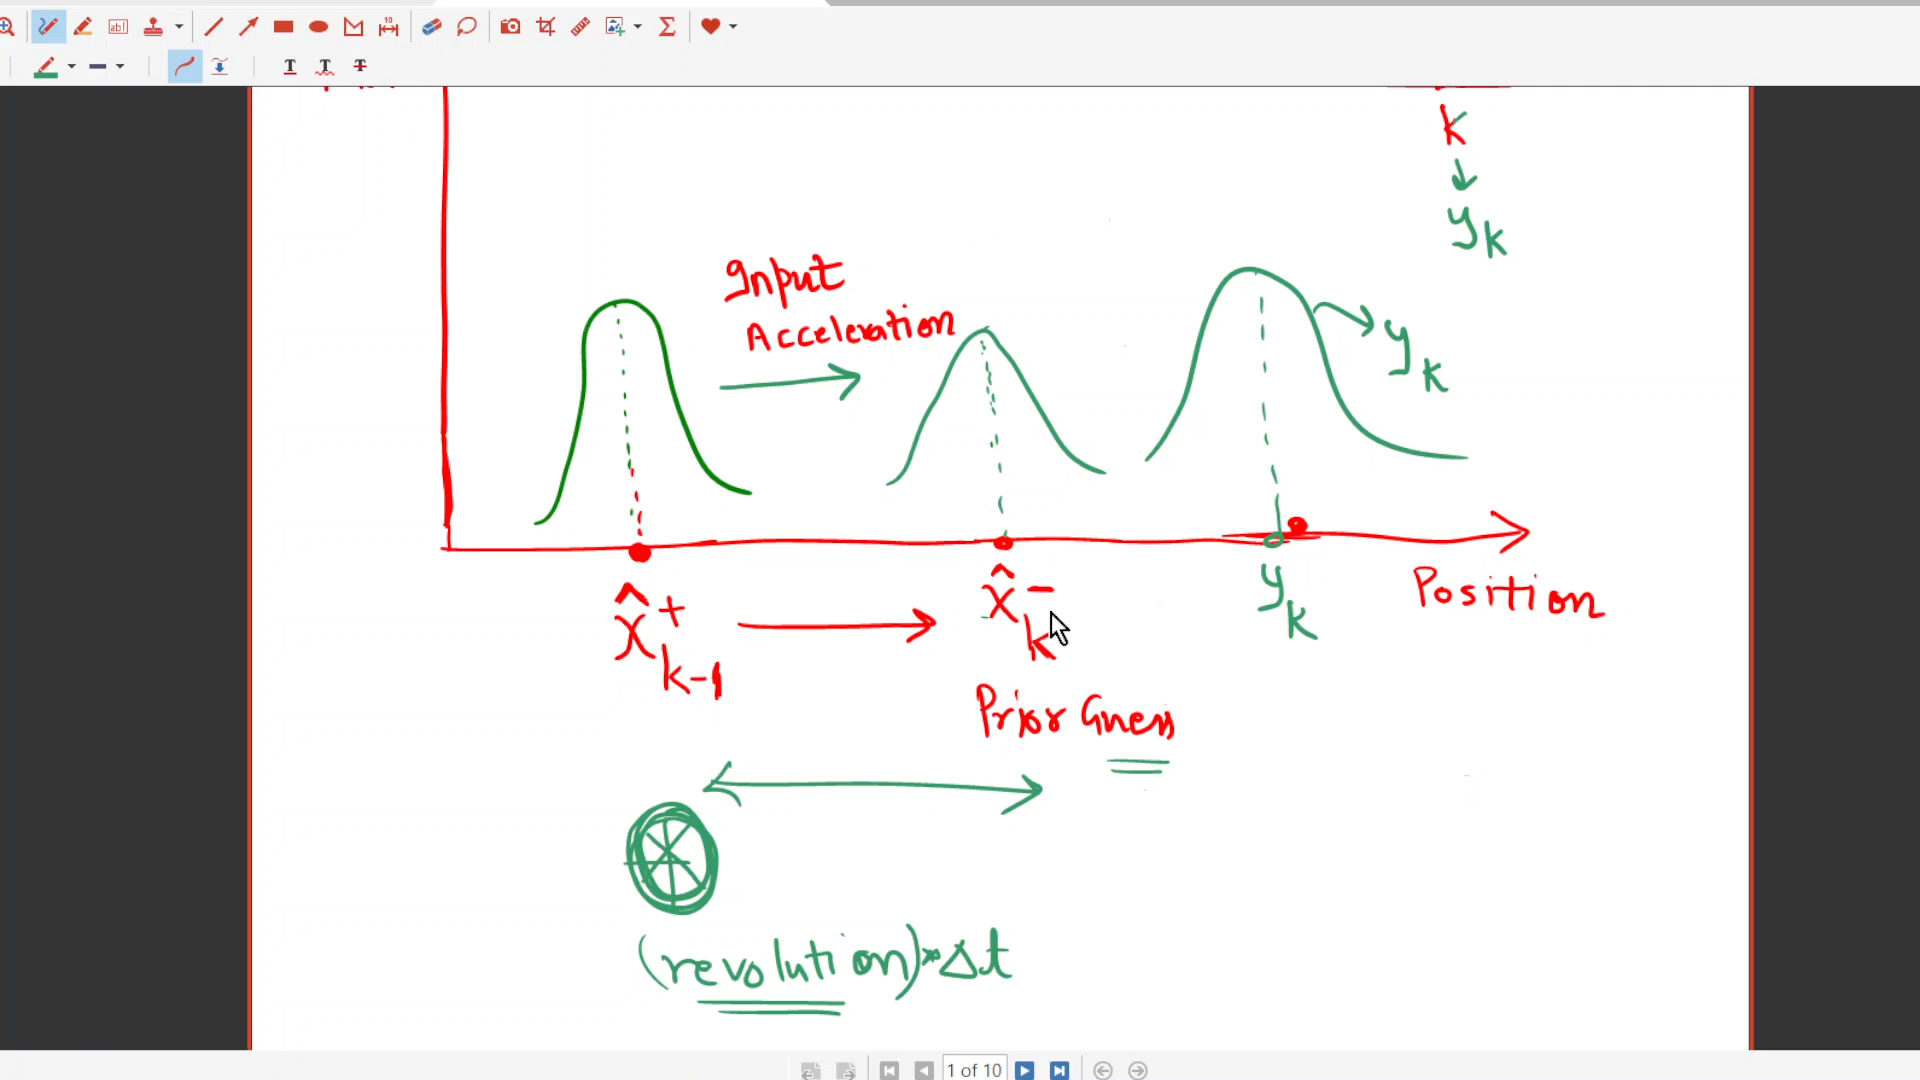 k
↓
y_k
Input
Acceleration
y_k
x̂⁺_{k-1}
x̂⁻_k
y_k
Position
Prior Guess
(revolution)*Δt
1 of 10